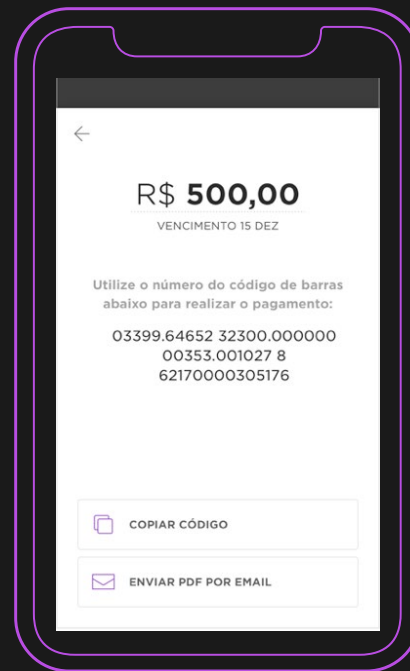 R$ 500,00
VENCIMENTO 15 DEZ
Utilize o número do código de barras
abaixo para realizar o pagamento:
03399.64652 32300.000000
00353.001027 8
62170000305176
COPIAR CÓDIGO
ENVIAR PDF POR EMAIL